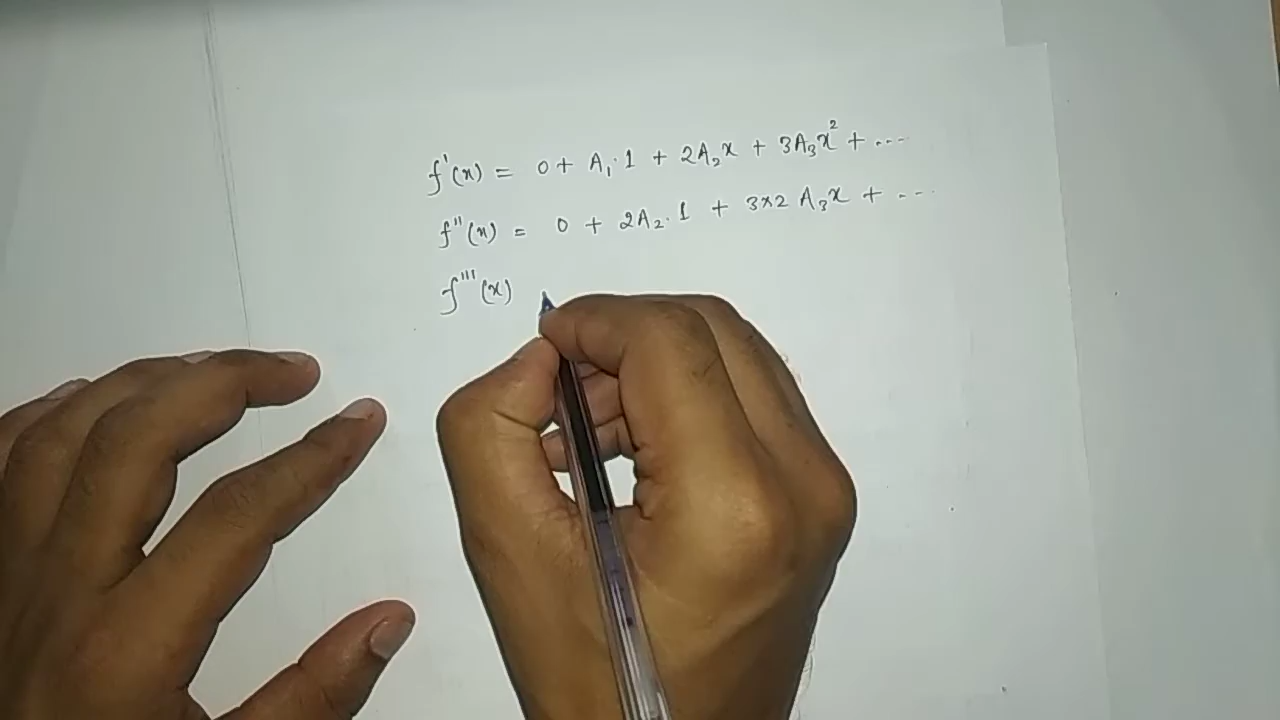 f'(x) = 0 + A₁·1 + 2A₂x + 3A₃x² + ....
f''(x) = 0 + 2A₂·1 + 3×2 A₃x + ...
f'''(x)